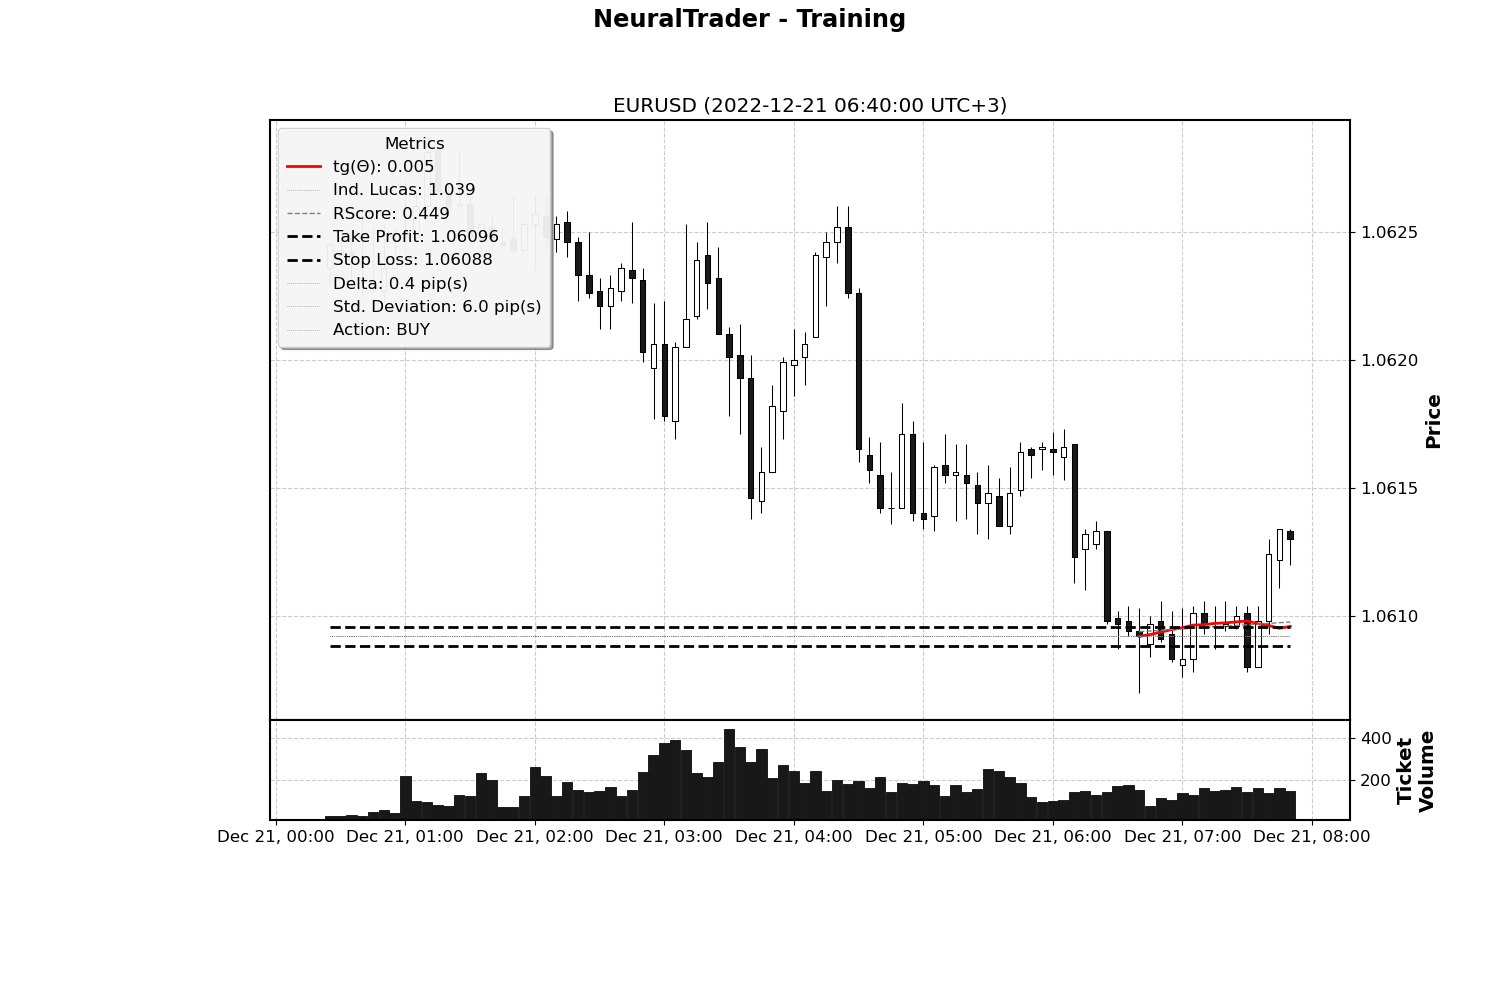 NeuralTrader - Training
EURUSD (2022-12-21 06:40:00 UTC+3)
Metrics
tg(Θ): 0.005
Ind. Lucas: 1.039
RScore: 0.449
Take Profit: 1.06096
Stop Loss: 1.06088
Delta: 0.4 pip(s)
Std. Deviation: 6.0 pip(s)
Action: BUY
1.0625
1.0620
1.0615
1.0610
Price
400
200
Ticket
Volume
Dec 21, 00:00 Dec 21, 01:00 Dec 21, 02:00 Dec 21, 03:00 Dec 21, 04:00 Dec 21, 05:00 Dec 21, 06:00 Dec 21, 07:00 Dec 21, 08:00